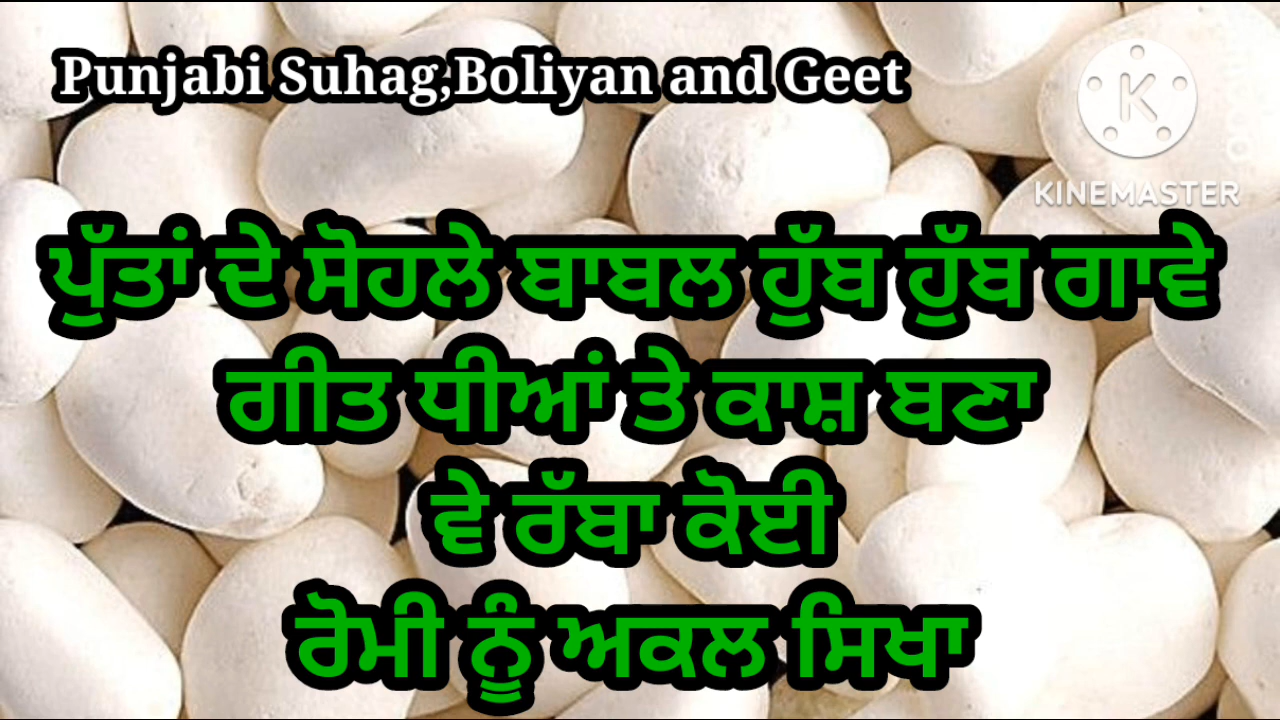 Punjabi Suhag,Boliyan and Geet
K
KINEMASTER
ਪੁੱਤਾਂ ਦੇ ਸੋਹਲੇ ਬਾਬਲ ਹੁੱਬ ਹੁੱਬ ਗਾਵੇ
ਗੀਤ ਧੀਆਂ ਤੇ ਕਾਸ਼ ਬਣਾ
ਵੇ ਰੱਬਾ ਕੋਈ
ਰੋਮੀ ਨੂੰ ਅਕਲ ਸਿਖਾ